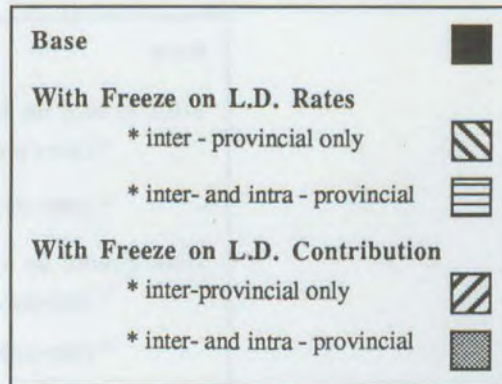 Base
With Freeze on L.D. Rates
* inter - provincial only
* inter- and intra - provincial
With Freeze on L.D. Contribution
* inter-provincial only
* inter- and intra - provincial